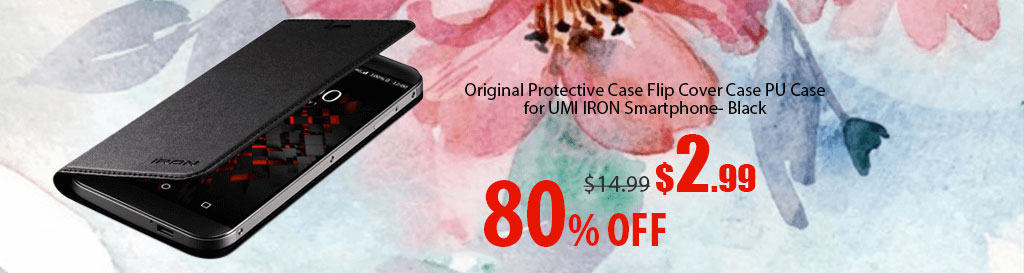 Original Protective Case Flip Cover Case PU Case
for UMI IRON Smartphone- Black
$14.99 $2.99
80% OFF
IRON